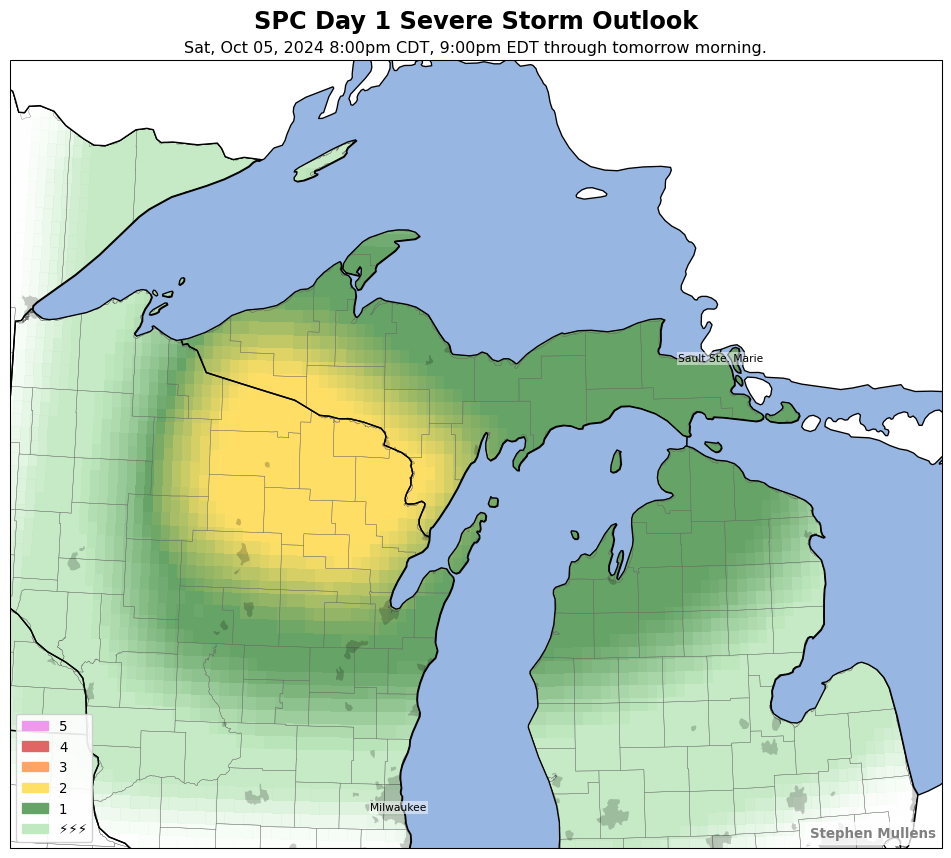 SPC Day 1 Severe Storm Outlook
Sat, Oct 05, 2024 8:00pm CDT, 9:00pm EDT through tomorrow morning.
Sault Ste. Marie
5
4
3
2
1
⚡⚡⚡
Milwaukee
Stephen Mullens